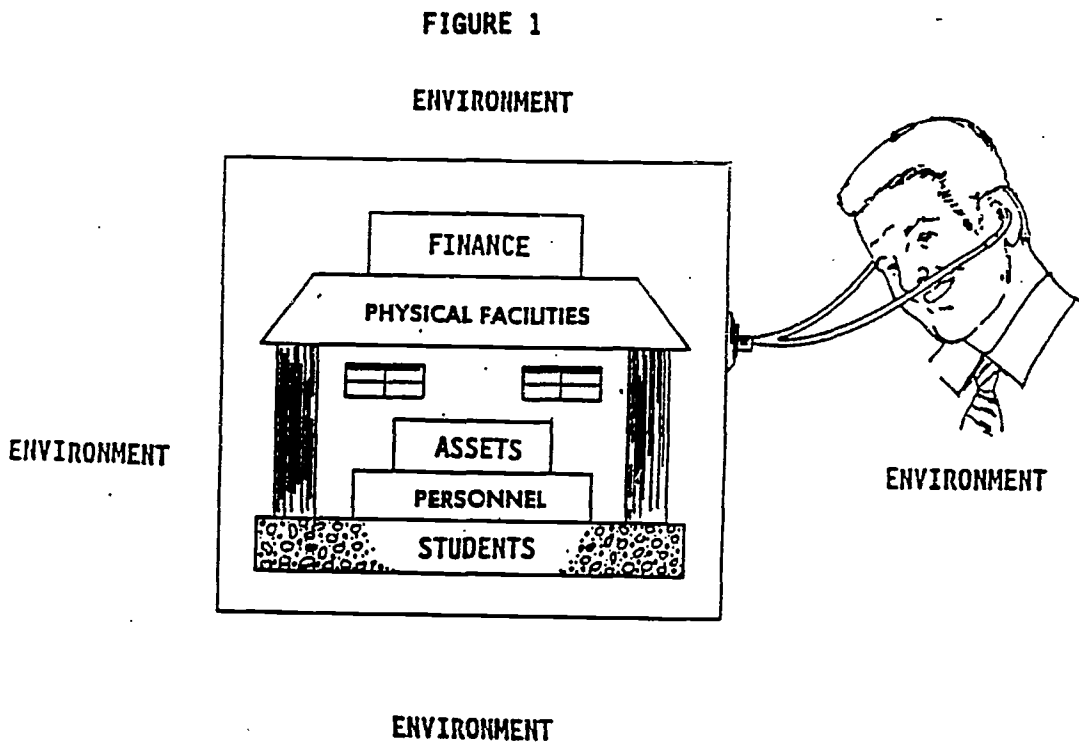 FIGURE 1
ENVIRONMENT
FINANCE
PHYSICAL FACILITIES
ASSETS
PERSONNEL
STUDENTS
ENVIRONMENT
ENVIRONMENT
ENVIRONMENT